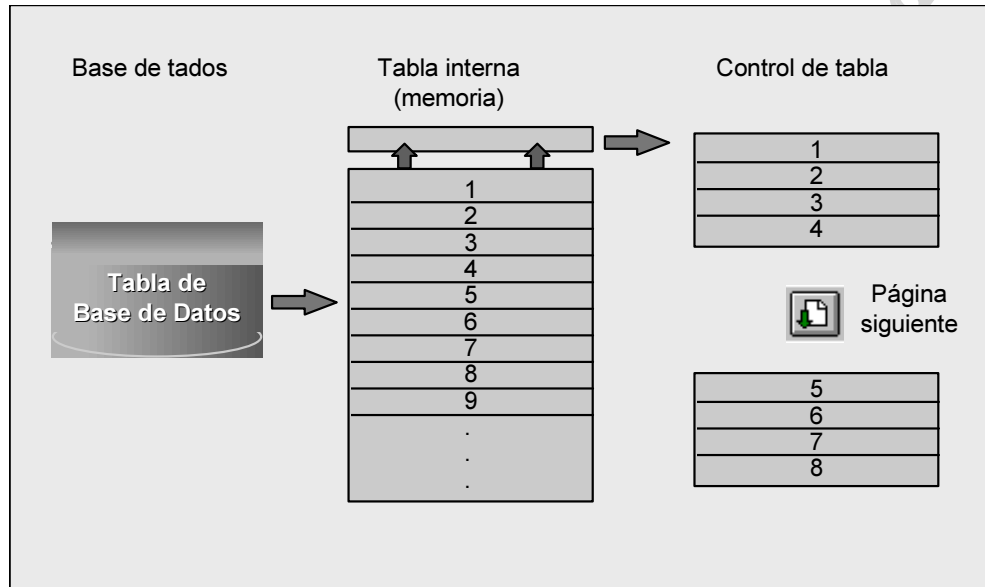 Base de tados
Tabla interna
(memoria)
Control de tabla
Tabla de
Base de Datos
1
2
3
4
5
6
7
8
9
.
.
.
1
2
3
4
Página
siguiente
5
6
7
8